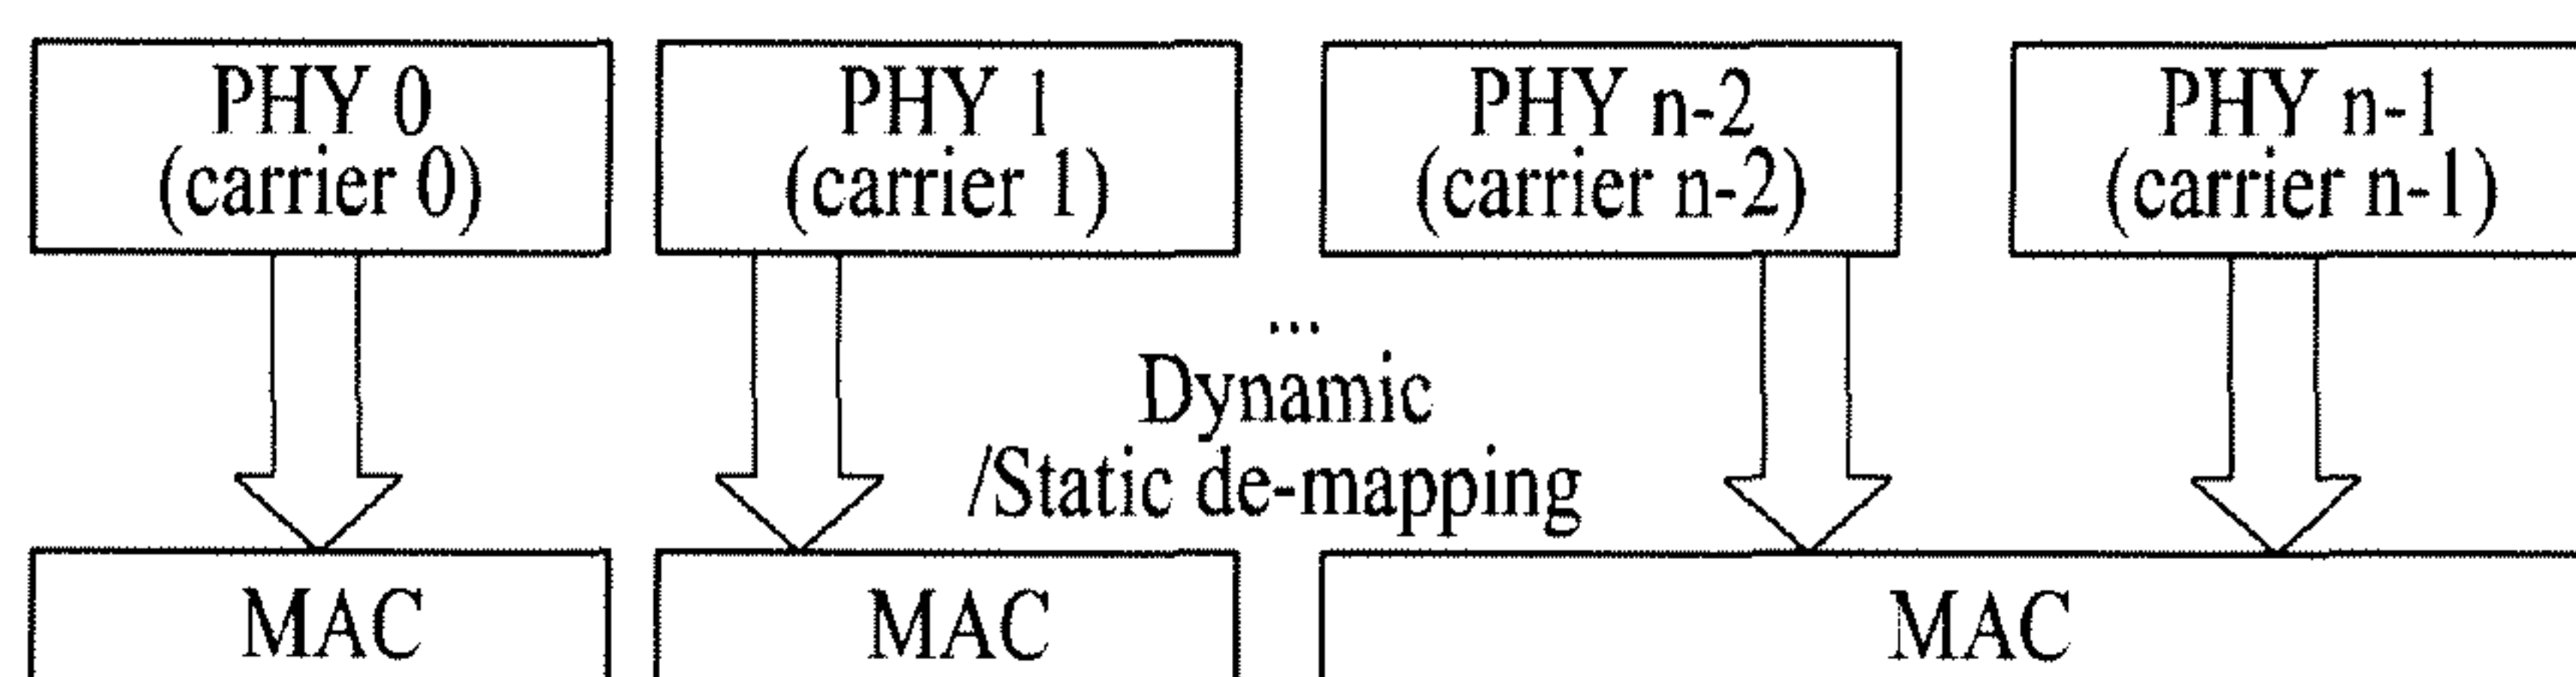 PHY 0
(carrier 0)
PHY 1
(carrier 1)
PHY n-2
(carrier n-2)
PHY n-1
(carrier n-1)
...
Dynamic
/Static de-mapping
MAC
MAC
MAC